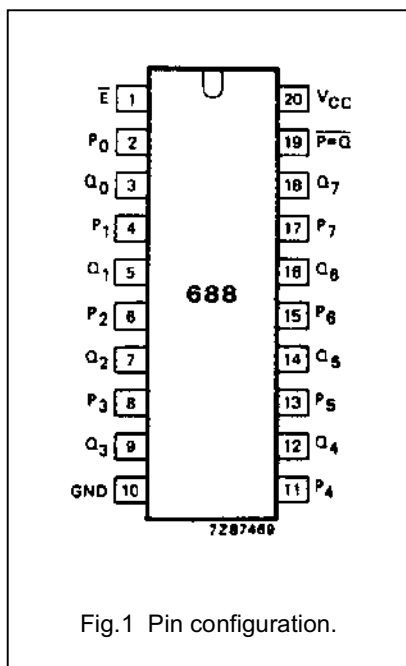 E̅ 1 20 VCC
P0 2 19 P=Q̅
Q0 3 18 Q7
P1 4 17 P7
Q1 5 16 Q6
P2 6 15 P6
Q2 7 14 Q5
P3 8 13 P5
Q3 9 12 Q4
GND 10 11 P4
688
7Z87469
Fig.1 Pin configuration.